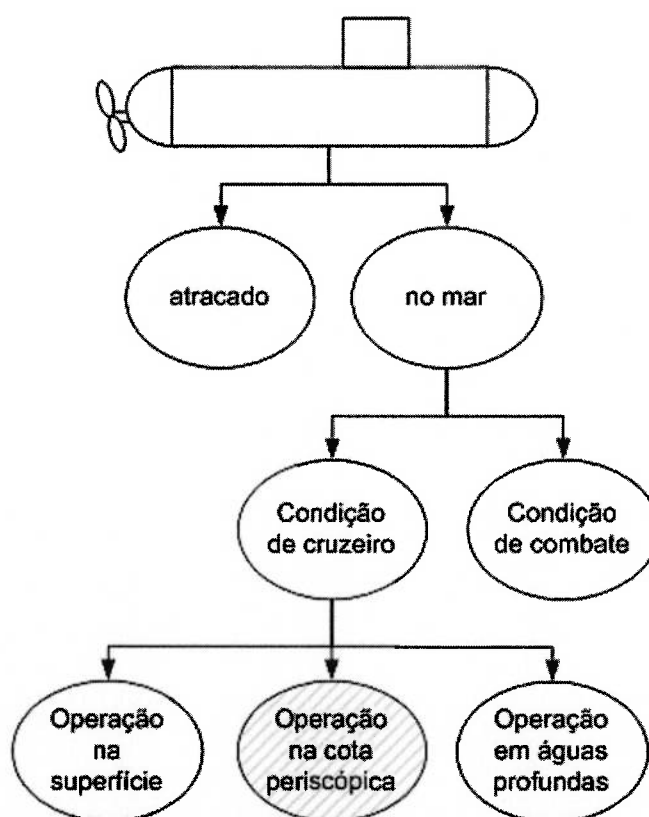 atracado
no mar
Condição
de cruzeiro
Condição
de combate
Operação
na
superfície
Operação
na cota
periscópica
Operação
em águas
profundas